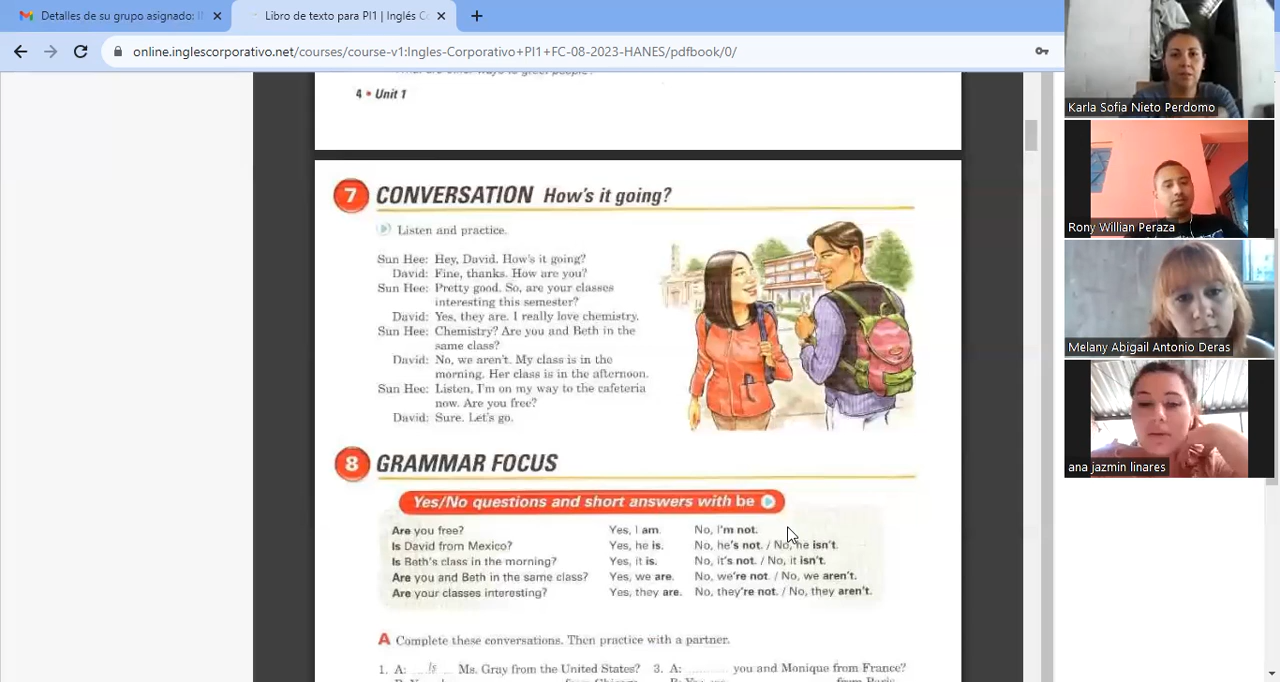 Detalles de su grupo asignado: I
Libro de texto para PI1 | Inglés C
online.inglescorporativo.net/courses/course-v1:Ingles-Corporativo+PI1+FC-08-2023-HANES/pdfbook/0/
4 • Unit 1
7 CONVERSATION How's it going?
Listen and practice.
Sun Hee: Hey, David. How's it going?
David: Fine, thanks. How are you?
Sun Hee: Pretty good. So, are your classes
interesting this semester?
David: Yes, they are. I really love chemistry.
Sun Hee: Chemistry? Are you and Beth in the
same class?
David: No, we aren't. My class is in the
morning. Her class is in the afternoon.
Sun Hee: Listen, I'm on my way to the cafeteria
now. Are you free?
David: Sure. Let's go.
8 GRAMMAR FOCUS
Yes/No questions and short answers with be
Are you free? Yes, I am. No, I'm not.
Is David from Mexico? Yes, he is. No, he's not. / No, he isn't.
Is Beth's class in the morning? Yes, it is. No, it's not. / No, it isn't.
Are you and Beth in the same class? Yes, we are. No, we're not. / No, we aren't.
Are your classes interesting? Yes, they are. No, they're not. / No, they aren't.
A Complete these conversations. Then practice with a partner.
1. A: Is Ms. Gray from the United States? 3. A: you and Monique from France?
Karla Sofia Nieto Perdomo
Rony Willian Peraza
Melany Abigail Antonio Deras
ana jazmin linares